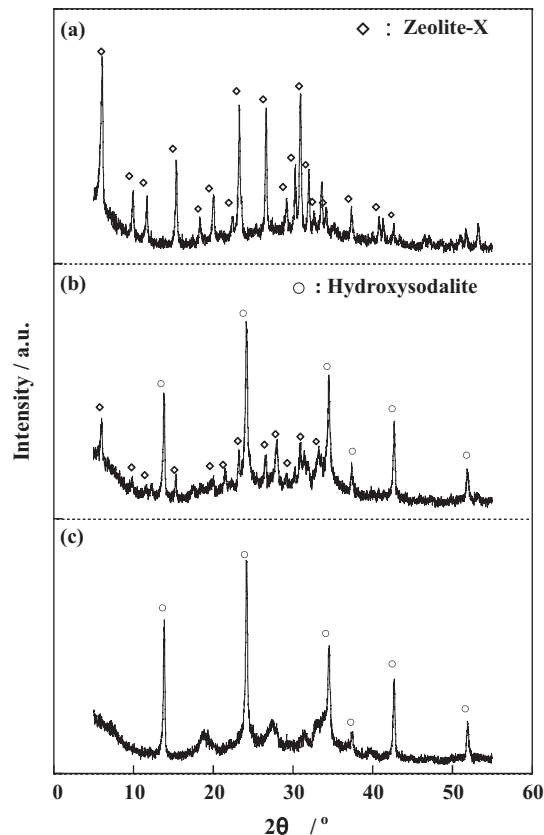 (a)
◇ : Zeolite-X
(b)
○ : Hydroxysodalite
(c)
Intensity / a.u.
0 10 20 30 40 50 60
2θ / °